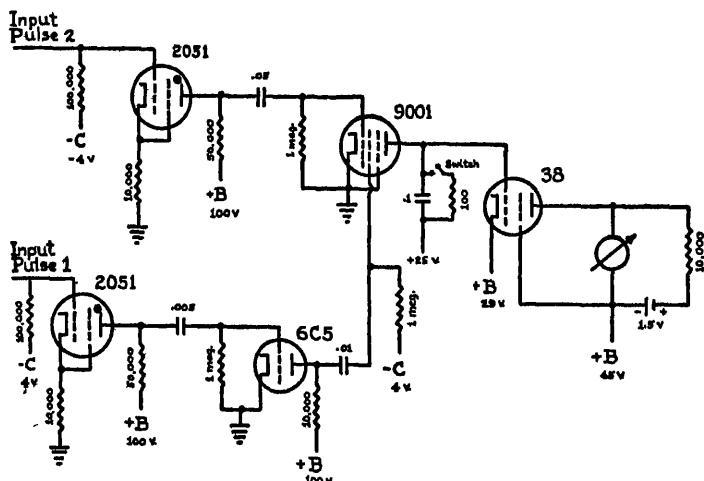 Input
Pulse 2
2051
100,000
-C
-4 v
10,000
.05
50,000
+B
100 v
1 meg.
9001
Switch
.1
100
+25 v.
38
+B
29 v.
10,000
- +
1.5 v
+B
45 v.
Input
Pulse 1
2051
100,000
-C
4 v
10,000
.005
50,000
+B
100 v.
1 meg.
6C5
.01
10,000
+B
100 v.
1 meg.
-C
4 v.